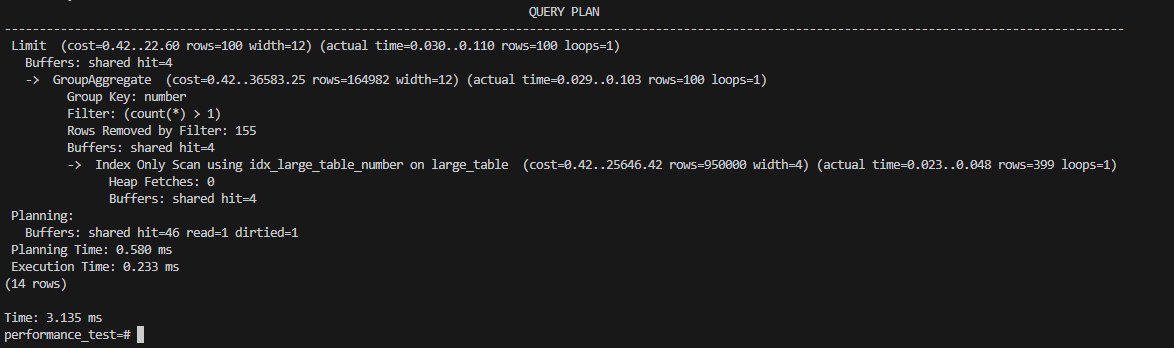 QUERY PLAN
-----------------------------------------------------------------------------------------------------------------------------------------------------------
Limit  (cost=0.42..22.60 rows=100 width=12) (actual time=0.030..0.110 rows=100 loops=1)
  Buffers: shared hit=4
  ->  GroupAggregate  (cost=0.42..36583.25 rows=164982 width=12) (actual time=0.029..0.103 rows=100 loops=1)
        Group Key: number
        Filter: (count(*) > 1)
        Rows Removed by Filter: 155
        Buffers: shared hit=4
        ->  Index Only Scan using idx_large_table_number on large_table  (cost=0.42..25646.42 rows=950000 width=4) (actual time=0.023..0.048 rows=399 loops=1)
              Heap Fetches: 0
              Buffers: shared hit=4
Planning:
  Buffers: shared hit=46 read=1 dirtied=1
Planning Time: 0.580 ms
Execution Time: 0.233 ms
(14 rows)
Time: 3.135 ms
performance_test=#